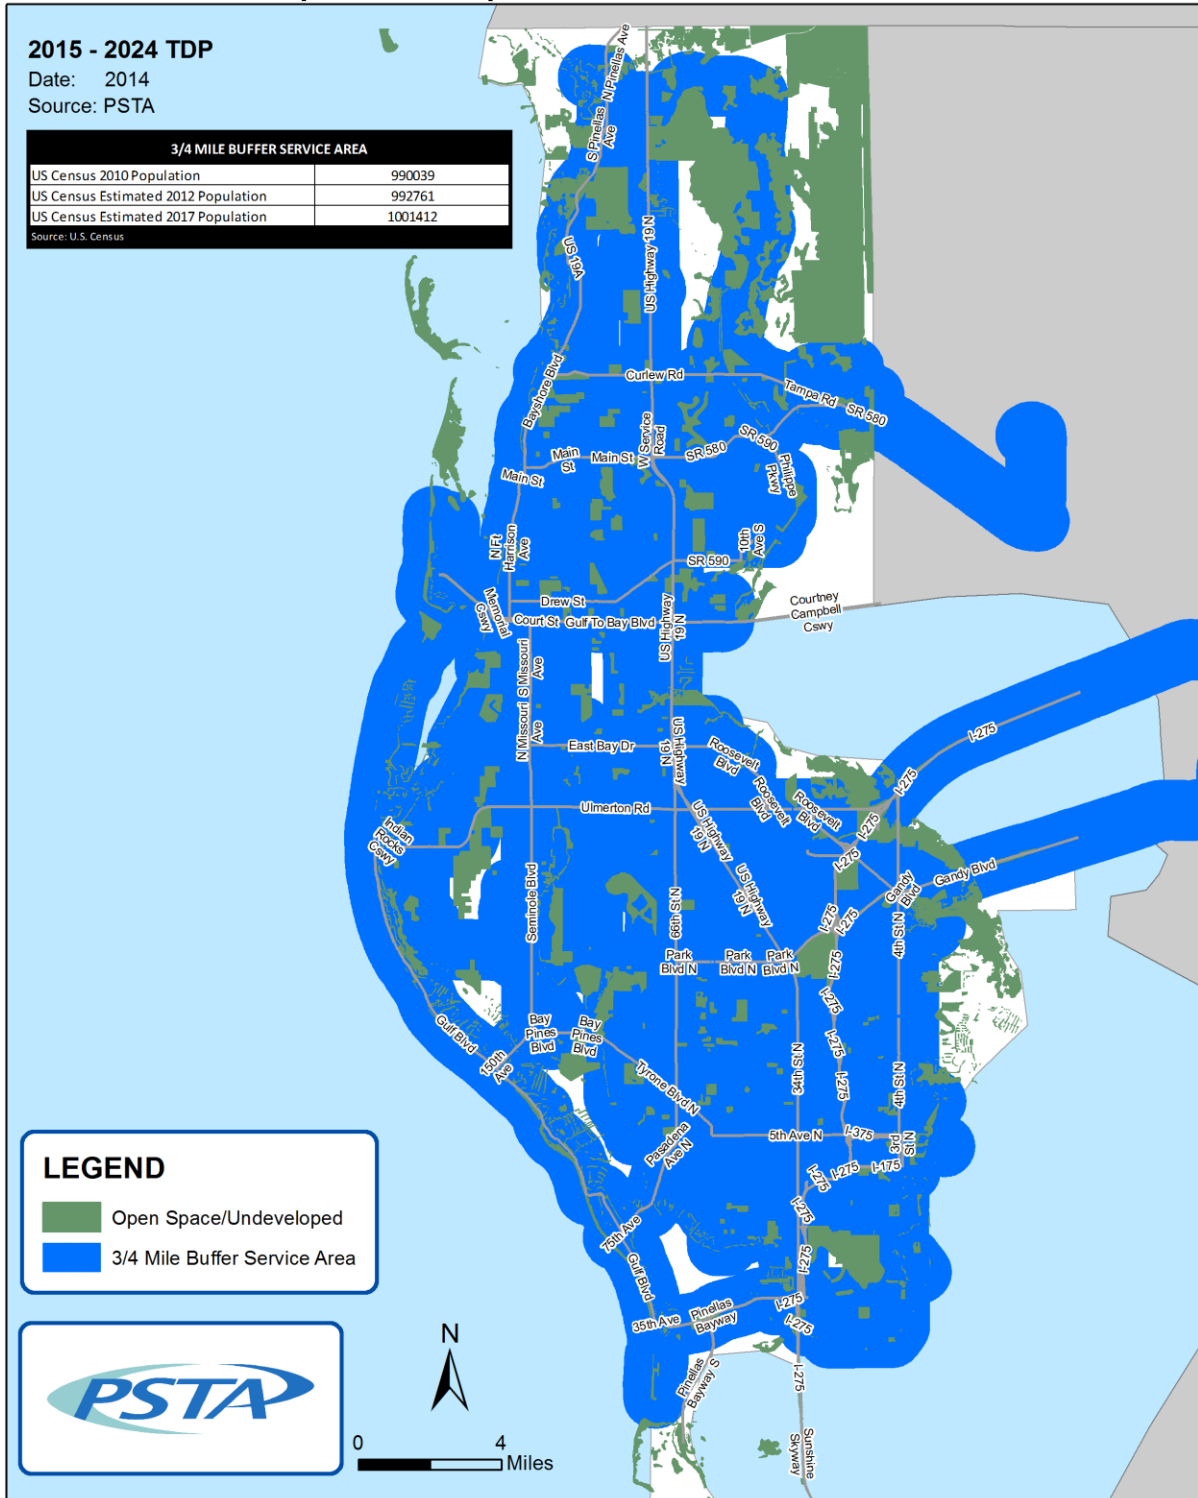 2015 - 2024 TDP
Date: 2014
Source: PSTA
3/4 MILE BUFFER SERVICE AREA
US Census 2010 Population 990039
US Census Estimated 2012 Population 992761
US Census Estimated 2017 Population 1001412
Source: U.S. Census
N Pinellas Ave
S Pinellas
Ave
US 19A
US Highway 19 N
Bayshore Blvd
Curlew Rd
Tampa Rd
SR 580
W Service
Road
SR 590
SR 580
Main
St
Main St
Main St
Philippe
Pkwy
N Ft
Harrison
Ave
10th
Ave S
SR 590
Memorial
Cswy
Drew St
Court St
Gulf To Bay Blvd
US Highway
19 N
Courtney
Campbell
Cswy
S Missouri
Ave
N Missouri
Ave
East Bay Dr
US Highway
19 N
Roosevelt
Blvd
Roosevelt
Blvd
Roosevelt
Blvd
I-275
I-275
I-275
I-275
Ulmerton Rd
Indian
Rocks
Cswy
US Highway
19 N
US Highway
19 N
Gandy
Blvd
Gandy Blvd
Seminole Blvd
66th St N
4th St N
I-275
I-275
I-275
Park
Blvd N
Park
Blvd N
Park
Blvd N
I-275
I-275
I-275
Gulf Blvd
150th
Ave
Bay
Pines
Blvd
Bay
Pines
Blvd
Tyrone Blvd N
34th St N
4th St N
5th Ave N
I-375
3rd
St N
I-175
I-275
I-275
I-275
I-275
Pasadena
Ave N
75th Ave
Gulf Blvd
35th Ave
Pinellas
Bayway
I-275
I-275
I-275
Pinellas
Bayway S
Sunshine
Skyway
LEGEND
Open Space/Undeveloped
3/4 Mile Buffer Service Area
PSTA
N
0 4
Miles